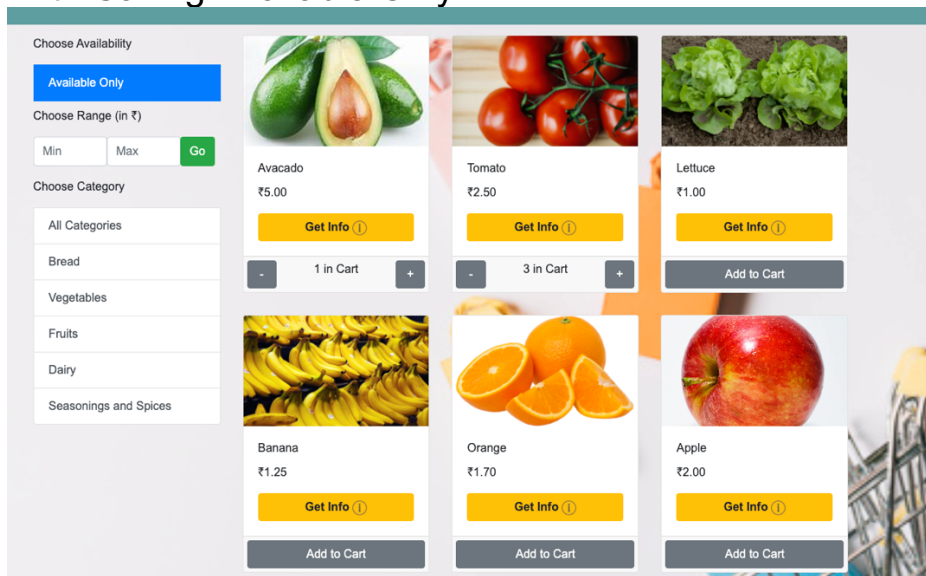 Choose Availability
Available Only
Choose Range (in ₹)
Min Max Go
Choose Category
All Categories
Bread
Vegetables
Fruits
Dairy
Seasonings and Spices
Avacado
₹5.00
Get Info
- 1 in Cart +
Tomato
₹2.50
Get Info
- 3 in Cart +
Lettuce
₹1.00
Get Info
Add to Cart
Banana
₹1.25
Get Info
Add to Cart
Orange
₹1.70
Get Info
Add to Cart
Apple
₹2.00
Get Info
Add to Cart